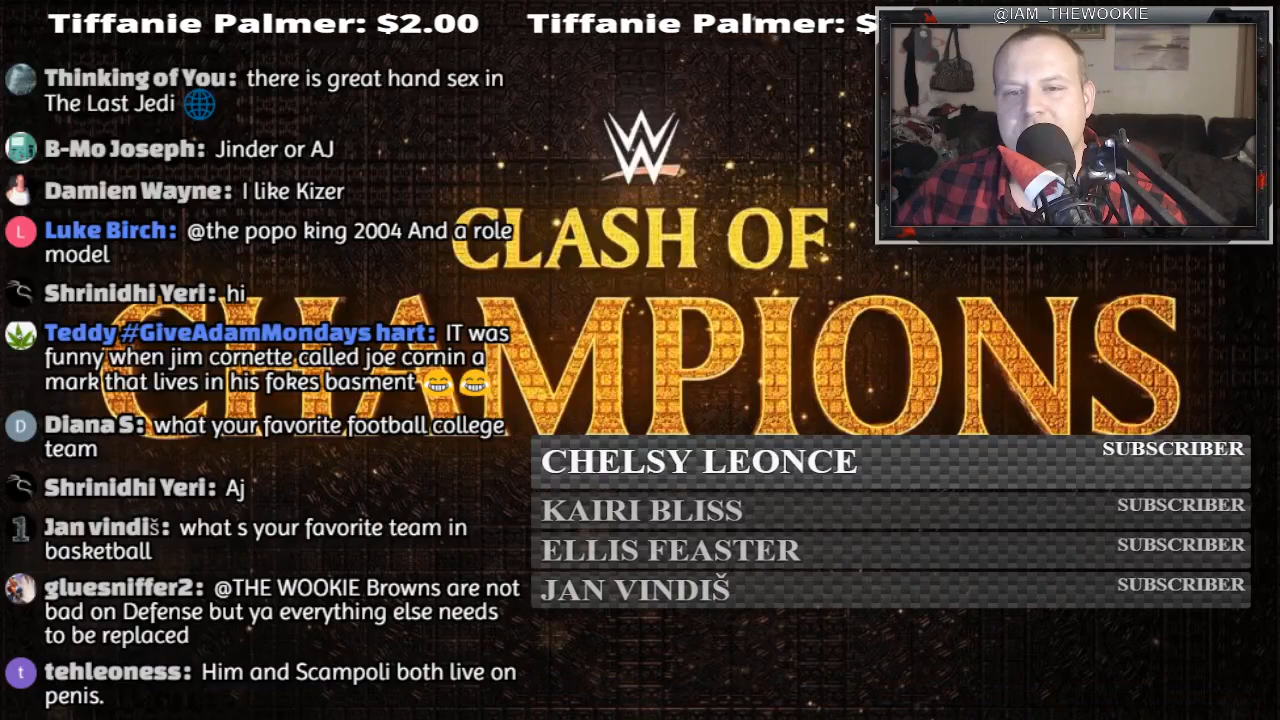 Tiffanie Palmer: $2.00 Tiffanie Palmer: $
@IAM_THEWOOKIE
Thinking of You: there is great hand sex in
The Last Jedi
B-Mo Joseph: Jinder or AJ
Damien Wayne: I like Kizer
Luke Birch: @the popo king 2004 And a role
model
Shrinidhi Yeri: hi
Teddy #GiveAdamMondays hart: IT was
funny when jim cornette called joe cornin a
mark that lives in his fokes basment 😂 😂
Diana S: what your favorite football college
team
Shrinidhi Yeri: Aj
Jan vindiš: what s your favorite team in
basketball
gluesniffer2: @THE WOOKIE Browns are not
bad on Defense but ya everything else needs
to be replaced
tehleoness: Him and Scampoli both live on
penis.
W
CLASH OF
CHAMPIONS
CHELSY LEONCE SUBSCRIBER
KAIRI BLISS SUBSCRIBER
ELLIS FEASTER SUBSCRIBER
JAN VINDIŠ SUBSCRIBER